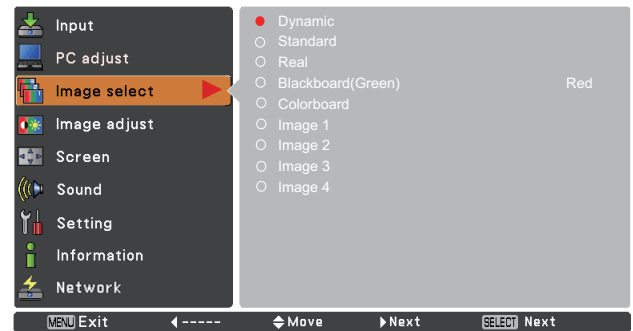 Input
PC adjust
Image select
Image adjust
Screen
Sound
Setting
Information
Network
Dynamic
Standard
Real
Blackboard(Green) Red
Colorboard
Image 1
Image 2
Image 3
Image 4
MENU Exit ----- Move Next SELECT Next